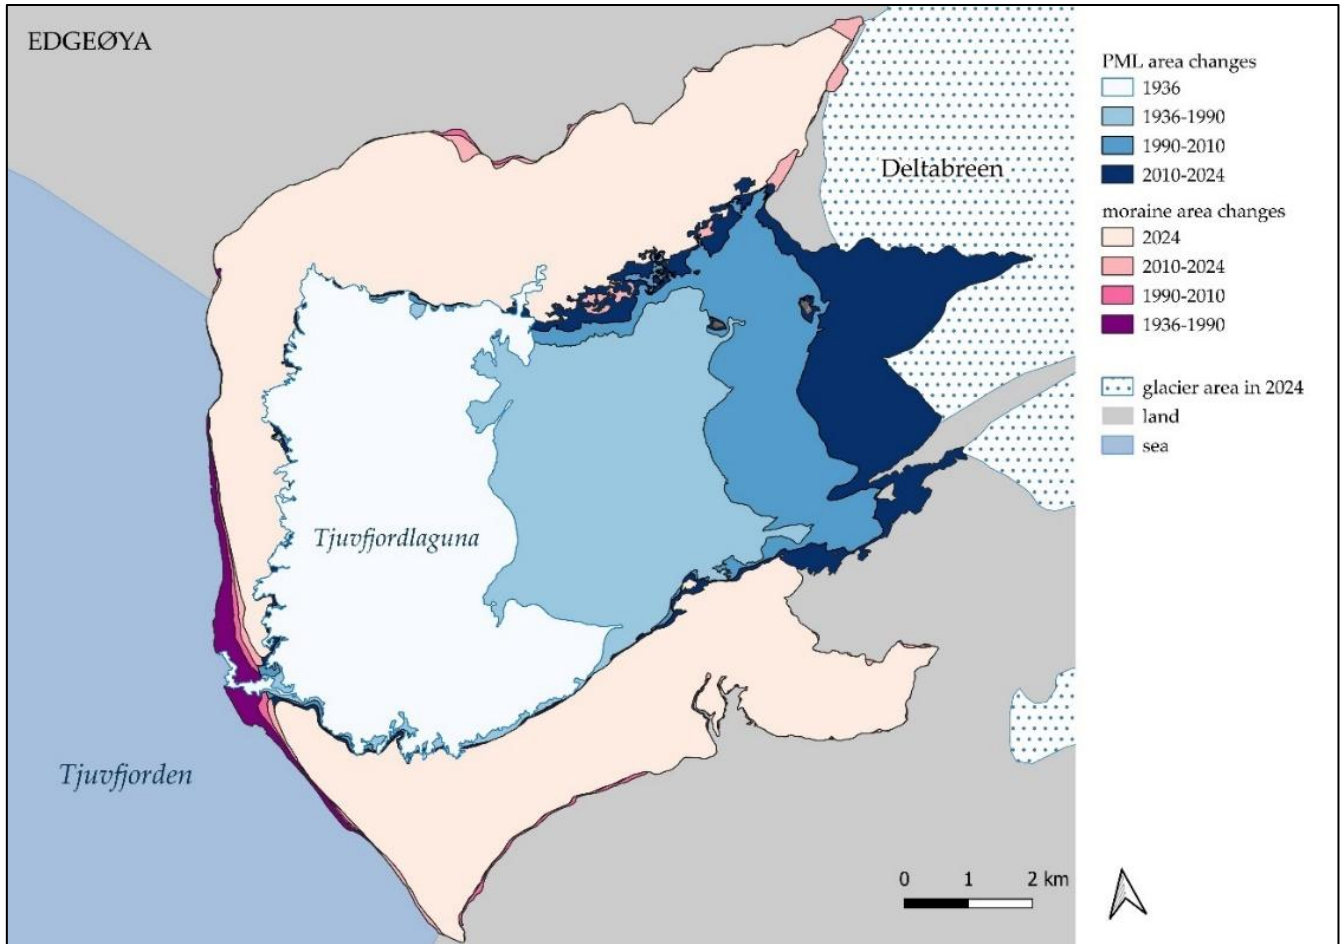 EDGEØYA
Deltabreen
Tjuvfjordlaguna
Tjuvfjorden
0 1 2 km
PML area changes
1936
1936-1990
1990-2010
2010-2024
moraine area changes
2024
2010-2024
1990-2010
1936-1990
glacier area in 2024
land
sea